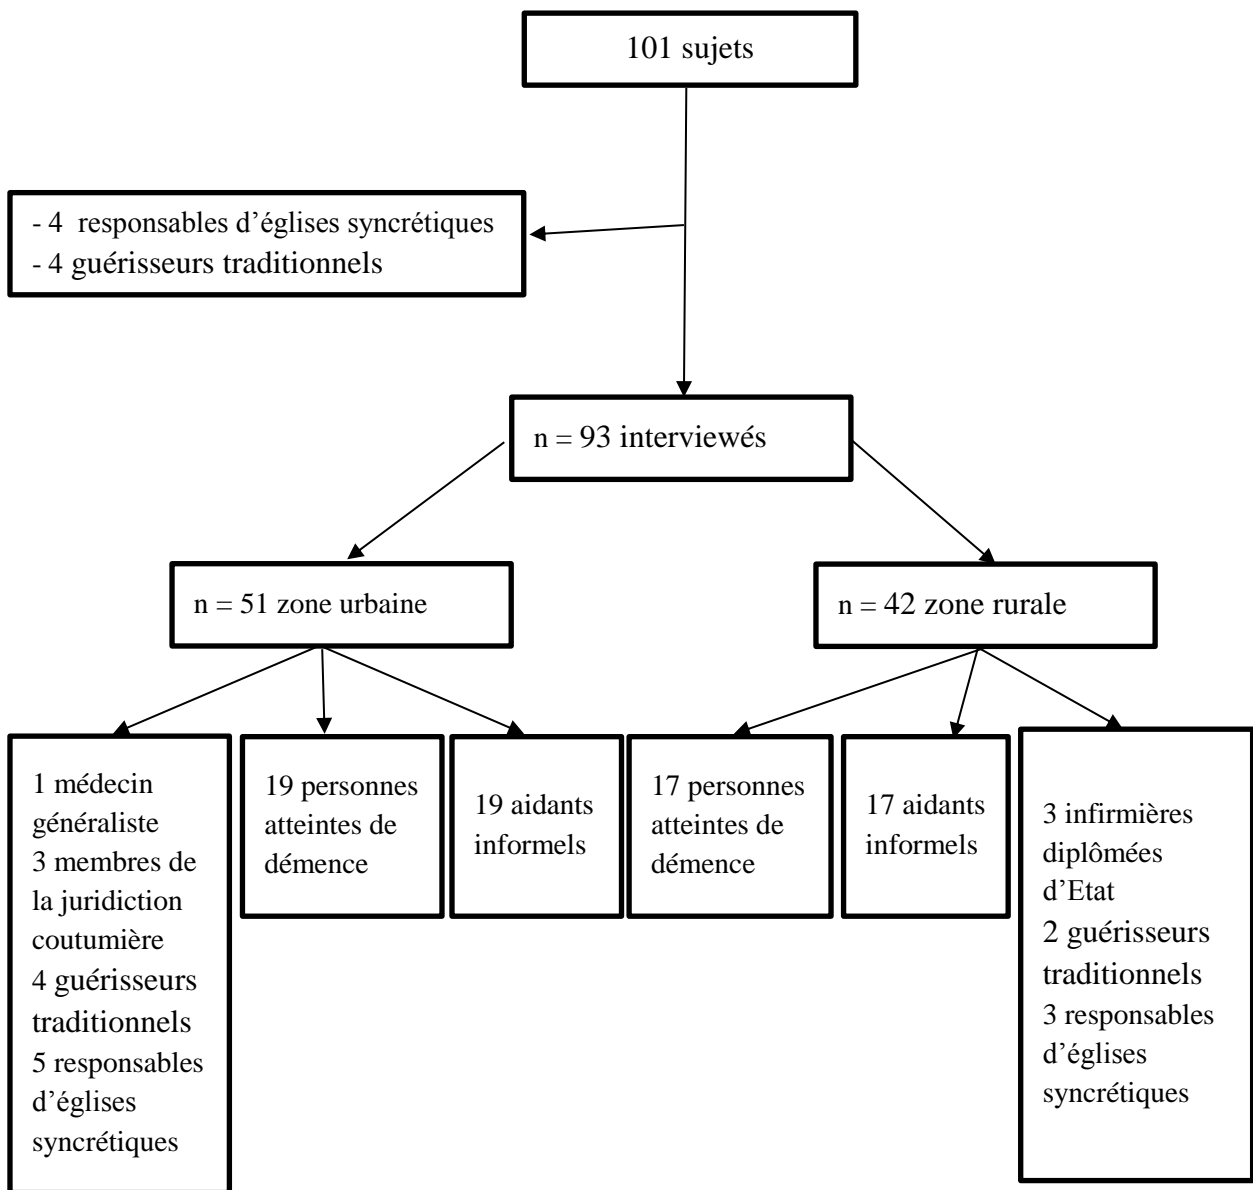 101 sujets
- 4 responsables d’églises syncrétiques
- 4 guérisseurs traditionnels
n = 93 interviewés
n = 51 zone urbaine
n = 42 zone rurale
1 médecin
généraliste
3 membres de
la juridiction
coutumière
4 guérisseurs
traditionnels
5 responsables
d’églises
syncrétiques
19 personnes
atteintes de
démence
19 aidants
informels
17 personnes
atteintes de
démence
17 aidants
informels
3 infirmières
diplômées
d’Etat
2 guérisseurs
traditionnels
3 responsables
d’églises
syncrétiques